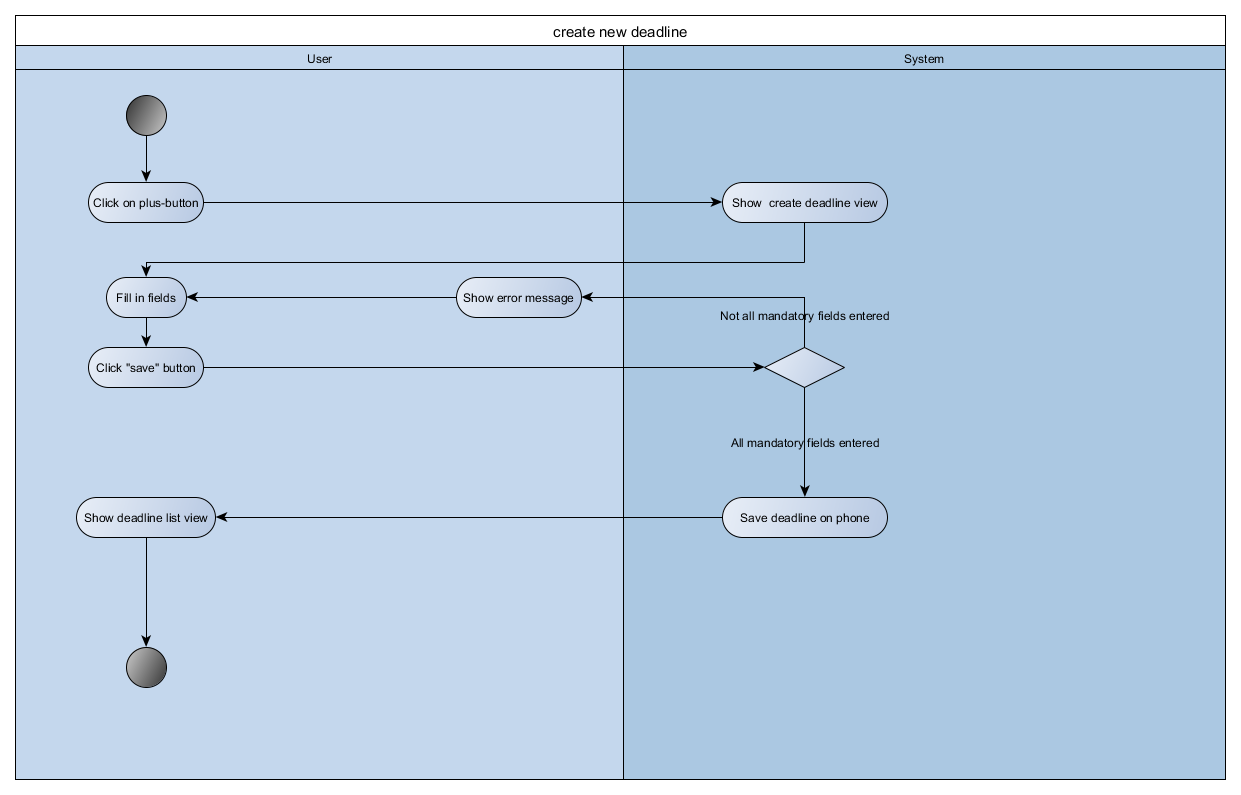 create new deadline
User
System
Click on plus-button
Show  create deadline view
Fill in fields
Show error message
Not all mandatory fields entered
Click "save" button
All mandatory fields entered
Show deadline list view
Save deadline on phone